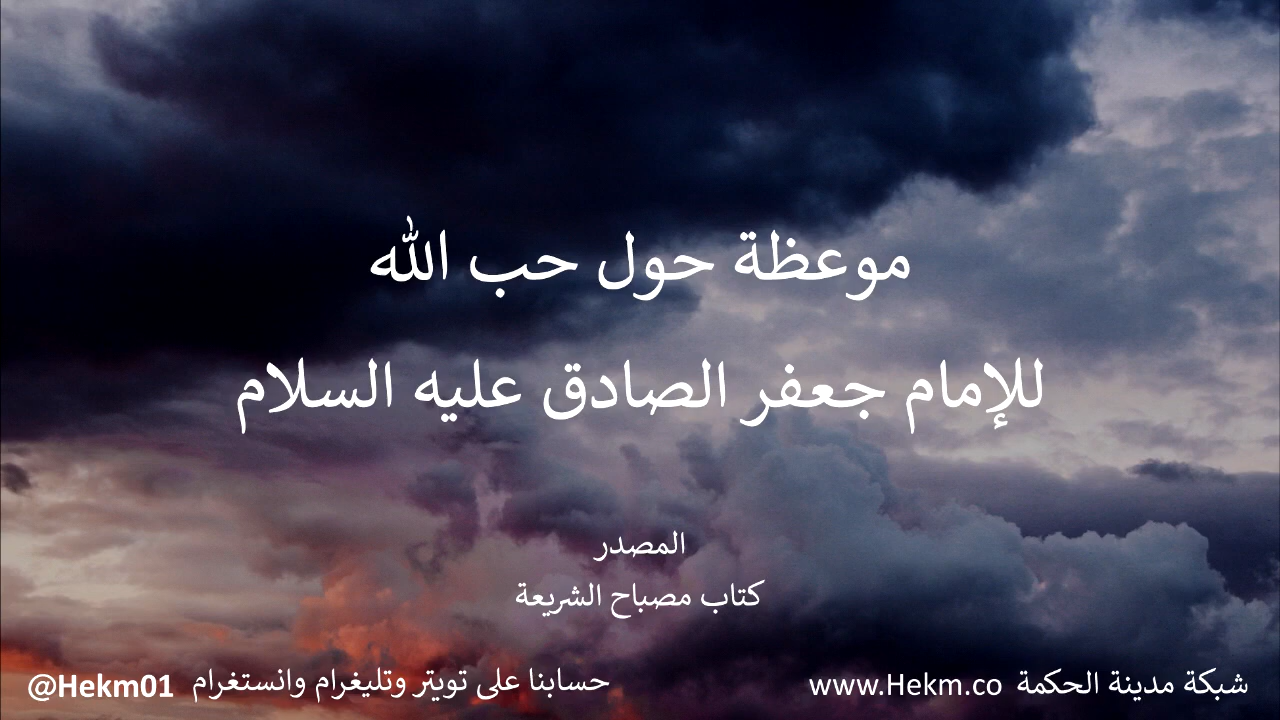 موعظة حول حب الله
للإمام جعفر الصادق عليه السلام
المصدر
كتاب مصباح الشريعة
شبكة مدينة الحكمة www.Hekm.co
حسابنا على تويتر وتليغرام وانستغرام @Hekm01